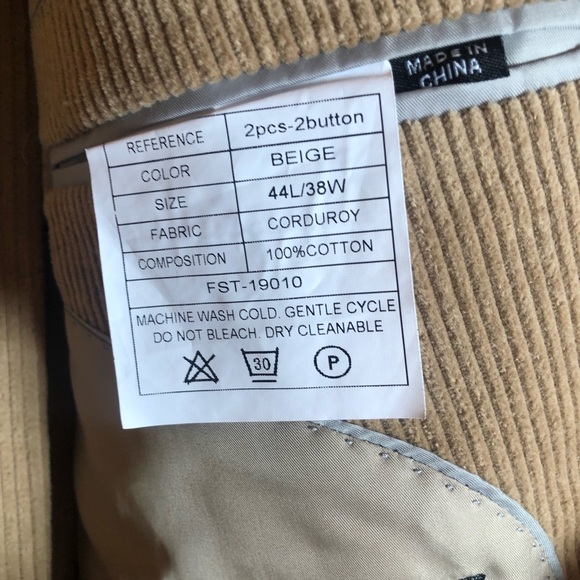 MADE IN
CHINA
REFERENCE 2pcs-2button
COLOR BEIGE
SIZE 44L/38W
FABRIC CORDUROY
COMPOSITION 100%COTTON
FST-19010
MACHINE WASH COLD. GENTLE CYCLE
DO NOT BLEACH. DRY CLEANABLE
30 P